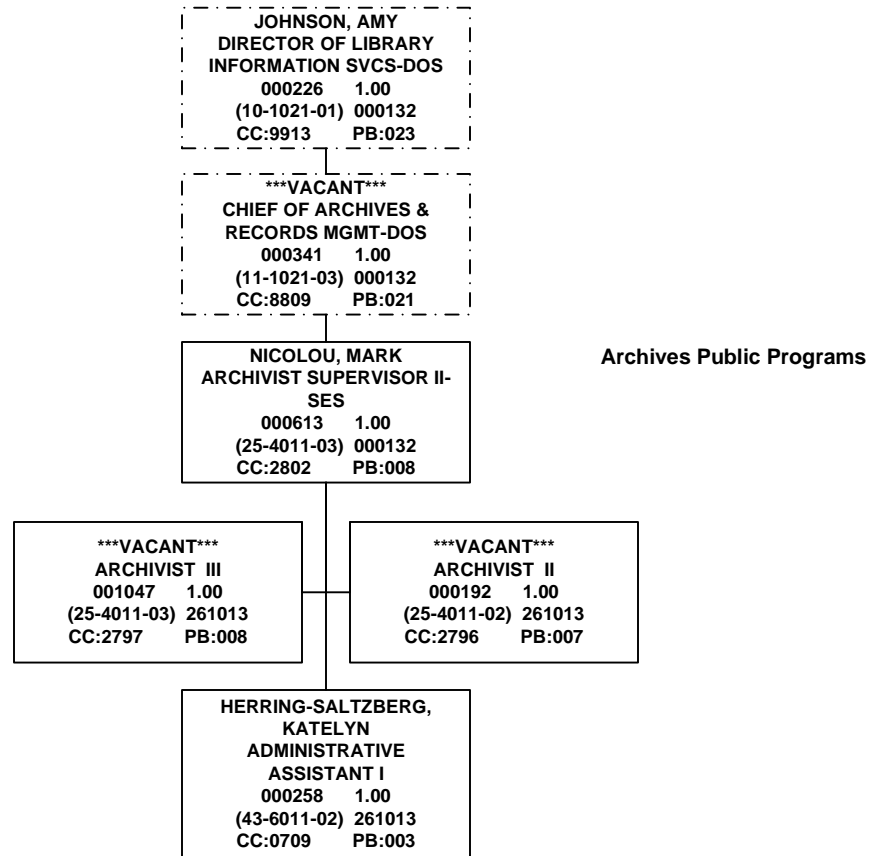 JOHNSON, AMY
DIRECTOR OF LIBRARY
INFORMATION SVCS-DOS
000226 1.00
(10-1021-01) 000132
CC:9913 PB:023
***VACANT***
CHIEF OF ARCHIVES &
RECORDS MGMT-DOS
000341 1.00
(11-1021-03) 000132
CC:8809 PB:021
NICOLOU, MARK
ARCHIVIST SUPERVISOR II-
SES
000613 1.00
(25-4011-03) 000132
CC:2802 PB:008
Archives Public Programs
***VACANT***
ARCHIVIST III
001047 1.00
(25-4011-03) 261013
CC:2797 PB:008
***VACANT***
ARCHIVIST II
000192 1.00
(25-4011-02) 261013
CC:2796 PB:007
HERRING-SALTZBERG,
KATELYN
ADMINISTRATIVE
ASSISTANT I
000258 1.00
(43-6011-02) 261013
CC:0709 PB:003